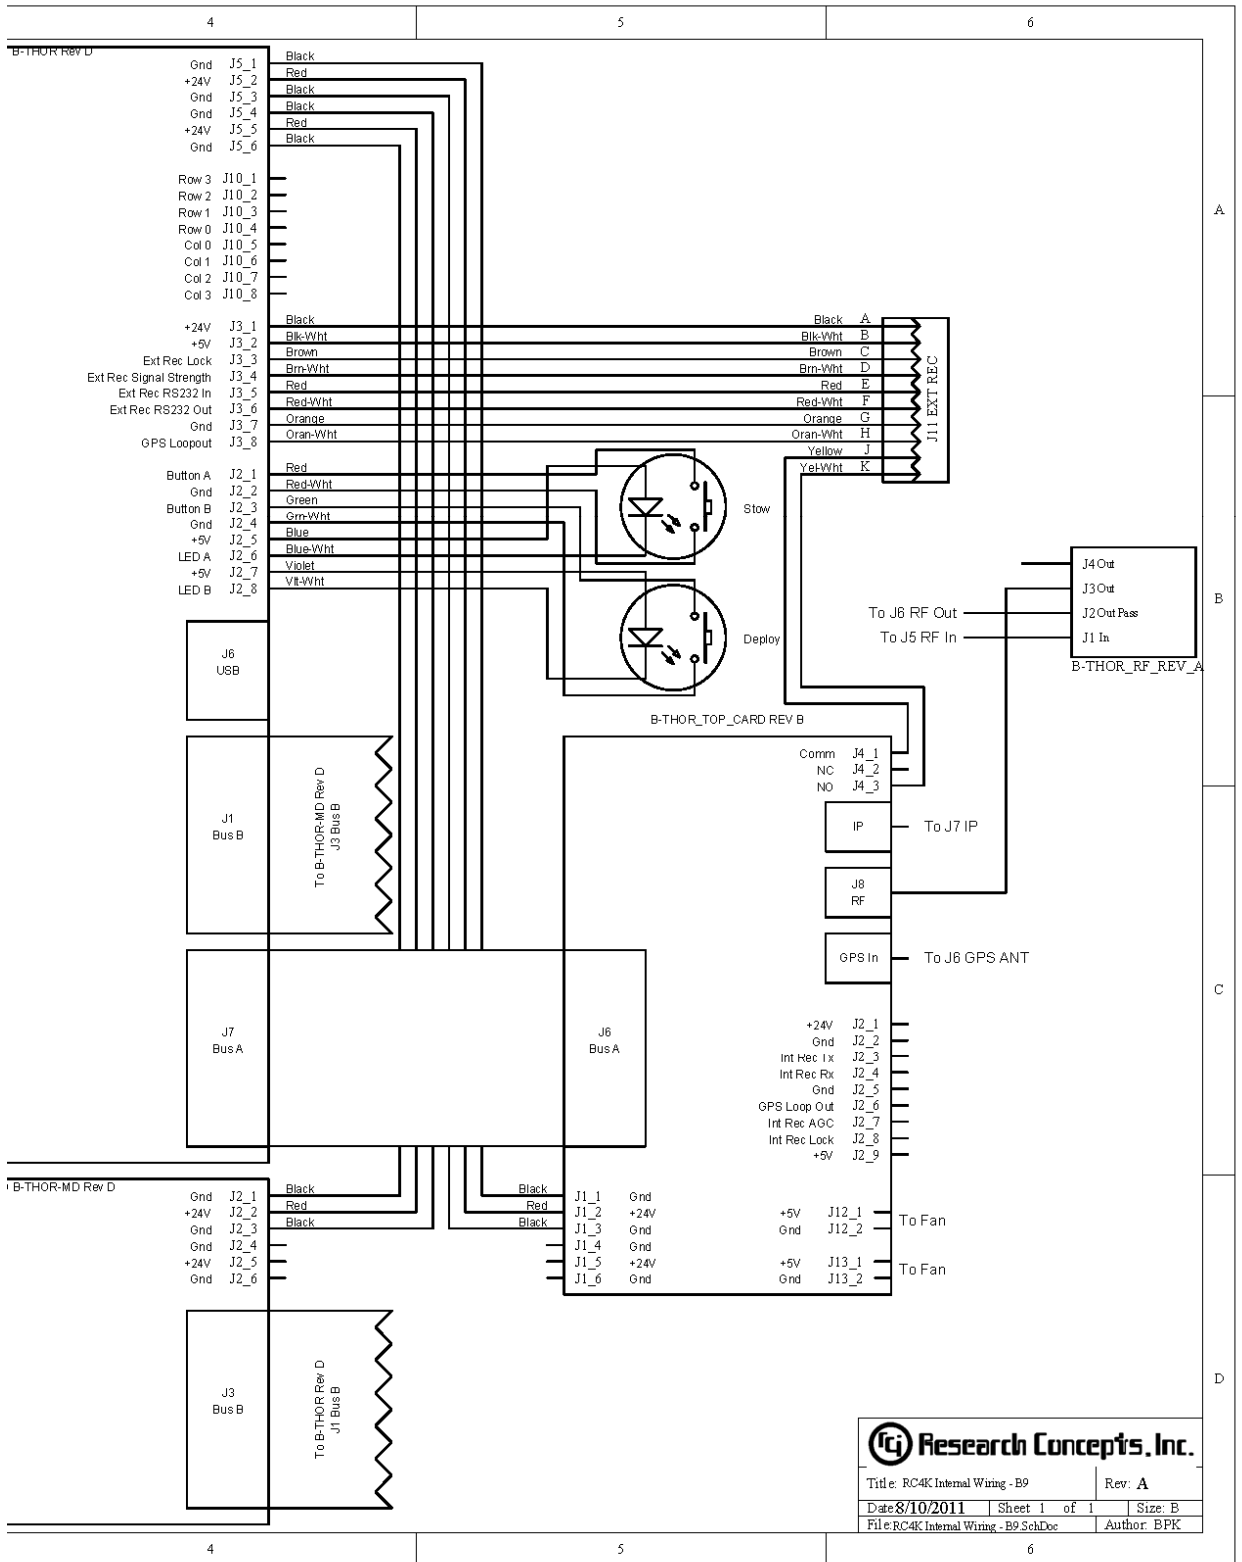 4 5 6
B-THOR Rev D
Gnd J5_1 Black
+24V J5_2 Red
Gnd J5_3 Black
Gnd J5_4 Black
+24V J5_5 Red
Gnd J5_6 Black
Row 3 J10_1
Row 2 J10_2
Row 1 J10_3
Row 0 J10_4
Col 0 J10_5
Col 1 J10_6
Col 2 J10_7
Col 3 J10_8
A
+24V J3_1 Black Black A
+5V J3_2 Blk-Wht Blk-Wht B
Ext Rec Lock J3_3 Brown Brown C
Ext Rec Signal Strength J3_4 Brn-Wht Brn-Wht D
Ext Rec RS232 In J3_5 Red Red E
Ext Rec RS232 Out J3_6 Red-Wht Red-Wht F
Gnd J3_7 Orange Orange G
GPS Loopout J3_8 Oran-Wht Oran-Wht H
Yellow J
Yel-Wht K
J11 EXT REC
Button A J2_1 Red
Gnd J2_2 Red-Wht
Button B J2_3 Green
Gnd J2_4 Grn-Wht
+5V J2_5 Blue
LED A J2_6 Blue-Wht
+5V J2_7 Violet
LED B J2_8 Vlt-Wht
Stow
Deploy
J4 Out
J3 Out
To J6 RF Out J2 Out Pass
To J5 RF In J1 In
B-THOR_RF_REV_A
B
J6
USB
B-THOR_TOP_CARD REV B
Comm J4_1
NC J4_2
NO J4_3
J1
Bus B
To B-THOR-MD Rev D
J3 Bus B
IP To J7 IP
J8
RF
GPS In To J6 GPS ANT
C
J7
Bus A
J6
Bus A
+24V J2_1
Gnd J2_2
Int Rec Tx J2_3
Int Rec Rx J2_4
Gnd J2_5
GPS Loop Out J2_6
Int Rec AGC J2_7
Int Rec Lock J2_8
+5V J2_9
B-THOR-MD Rev D
Gnd J2_1 Black
+24V J2_2 Red
Gnd J2_3 Black
Gnd J2_4
+24V J2_5
Gnd J2_6
Black J1_1 Gnd
Red J1_2 +24V
Black J1_3 Gnd
J1_4 Gnd
J1_5 +24V
J1_6 Gnd
+5V J12_1
Gnd J12_2
To Fan
+5V J13_1
Gnd J13_2
To Fan
J3
Bus B
To B-THOR Rev D
J1 Bus B
D
rci Research Concepts, Inc.
Title: RC4K Internal Wiring - B9 Rev: A
Date: 8/10/2011 Sheet 1 of 1 Size: B
File: RC4K Internal Wiring - B9.SchDoc Author: BPK
4 5 6